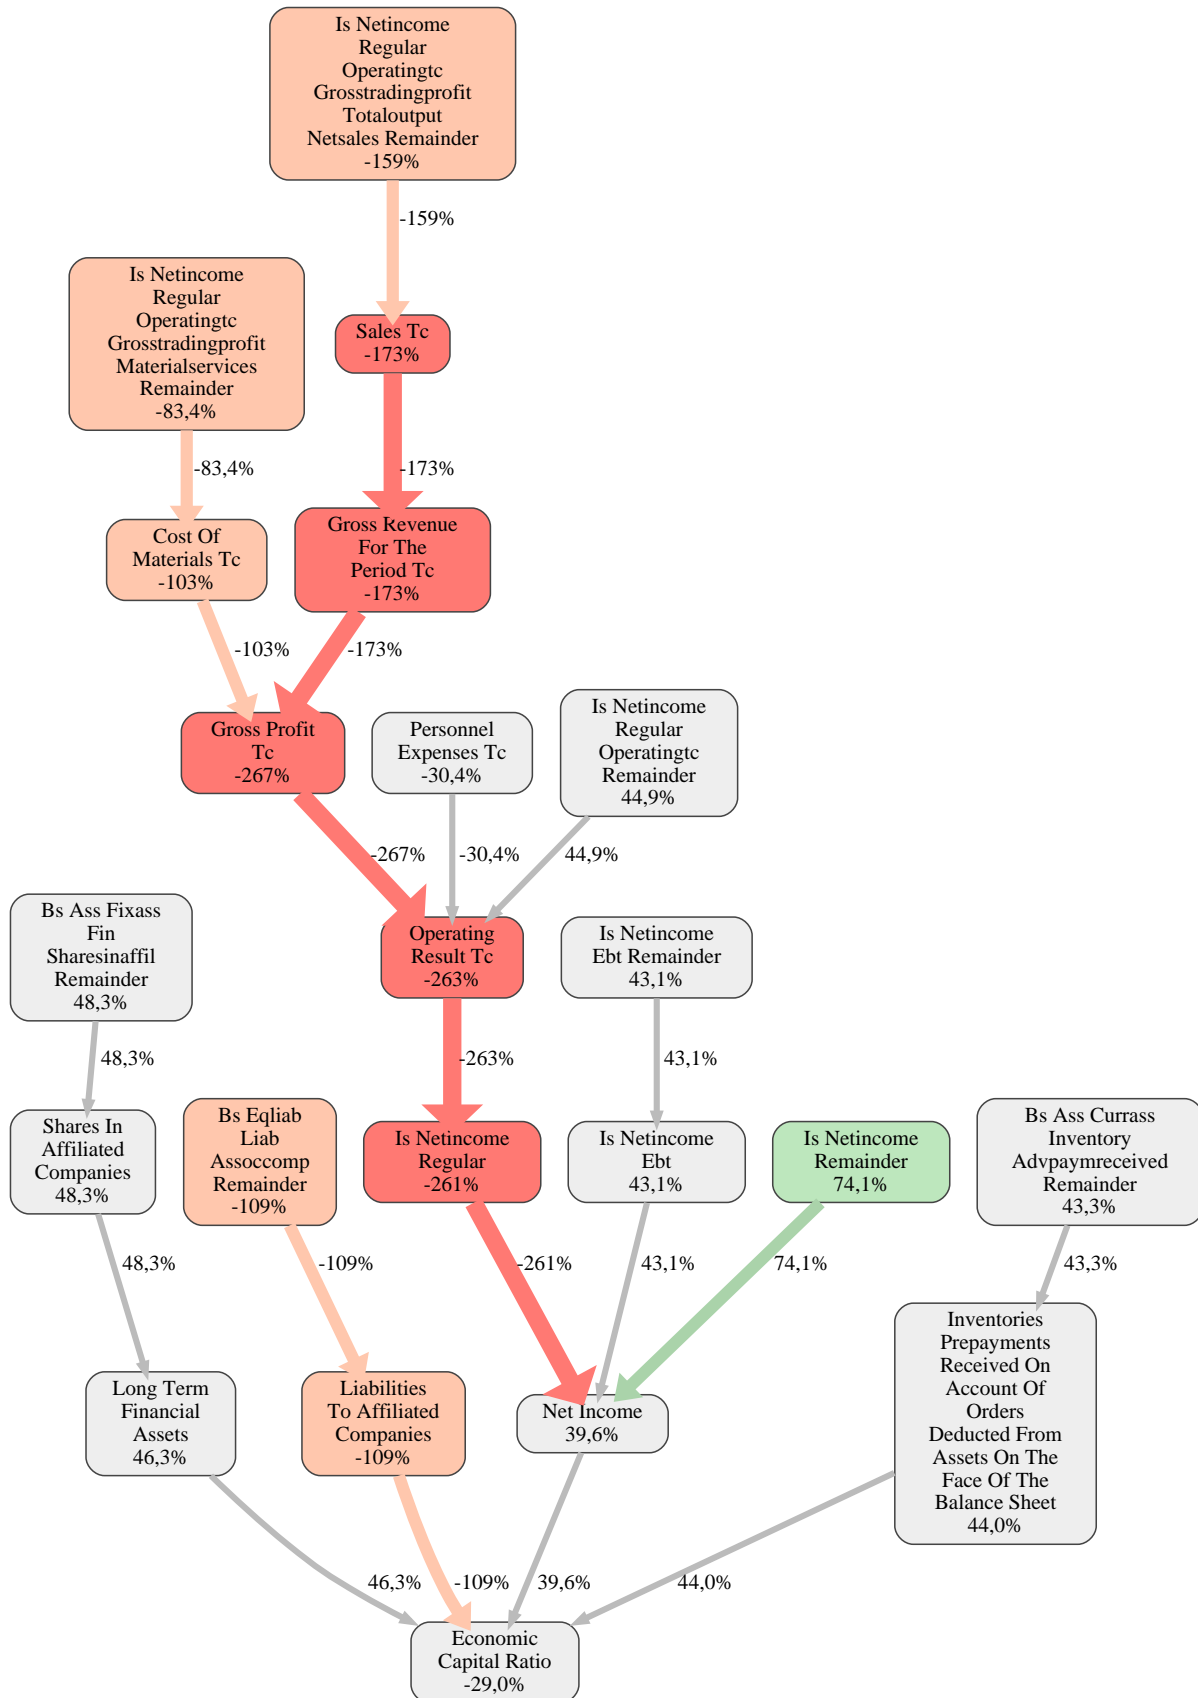 Is Netincome
Regular
Operatingtc
Grosstradingprofit
Totaloutput
Netsales Remainder
-159%
-159%
Is Netincome
Regular
Operatingtc
Grosstradingprofit
Materialservices
Remainder
-83,4%
Sales Tc
-173%
-83,4%
-173%
Cost Of
Materials Tc
-103%
Gross Revenue
For The
Period Tc
-173%
-103%
-173%
Gross Profit
Tc
-267%
Personnel
Expenses Tc
-30,4%
Is Netincome
Regular
Operatingtc
Remainder
44,9%
-267%
-30,4%
44,9%
Bs Ass Fixass
Fin
Sharesinaffil
Remainder
48,3%
Operating
Result Tc
-263%
Is Netincome
Ebt Remainder
43,1%
48,3%
-263%
43,1%
Shares In
Affiliated
Companies
48,3%
Bs Eqliab
Liab
Assoccomp
Remainder
-109%
Is Netincome
Regular
-261%
Is Netincome
Ebt
43,1%
Is Netincome
Remainder
74,1%
Bs Ass Currass
Inventory
Advpaymreceived
Remainder
43,3%
48,3%
-109%
-261%
43,1%
74,1%
43,3%
Long Term
Financial
Assets
46,3%
Liabilities
To Affiliated
Companies
-109%
Net Income
39,6%
Inventories
Prepayments
Received On
Account Of
Orders
Deducted From
Assets On The
Face Of The
Balance Sheet
44,0%
46,3%
-109%
39,6%
44,0%
Economic
Capital Ratio
-29,0%